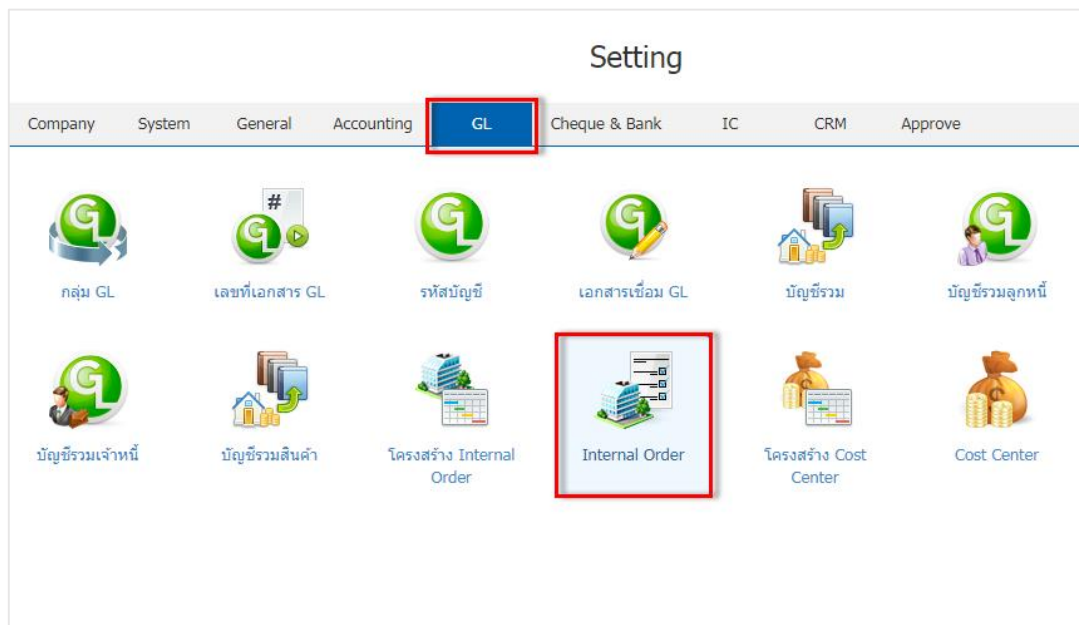 Setting
Company System General Accounting GL Cheque & Bank IC CRM Approve
กลุ่ม GL เลขที่เอกสาร GL รหัสบัญชี เอกสารเชื่อม GL บัญชีรวม บัญชีรวมลูกหนี้
บัญชีรวมเจ้าหนี้ บัญชีรวมสินค้า โครงสร้าง Internal Internal Order โครงสร้าง Cost Cost Center
Order Center